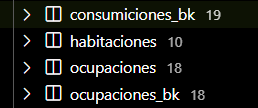 consumiciones_bk 19
habitaciones 10
ocupaciones 18
ocupaciones_bk 18